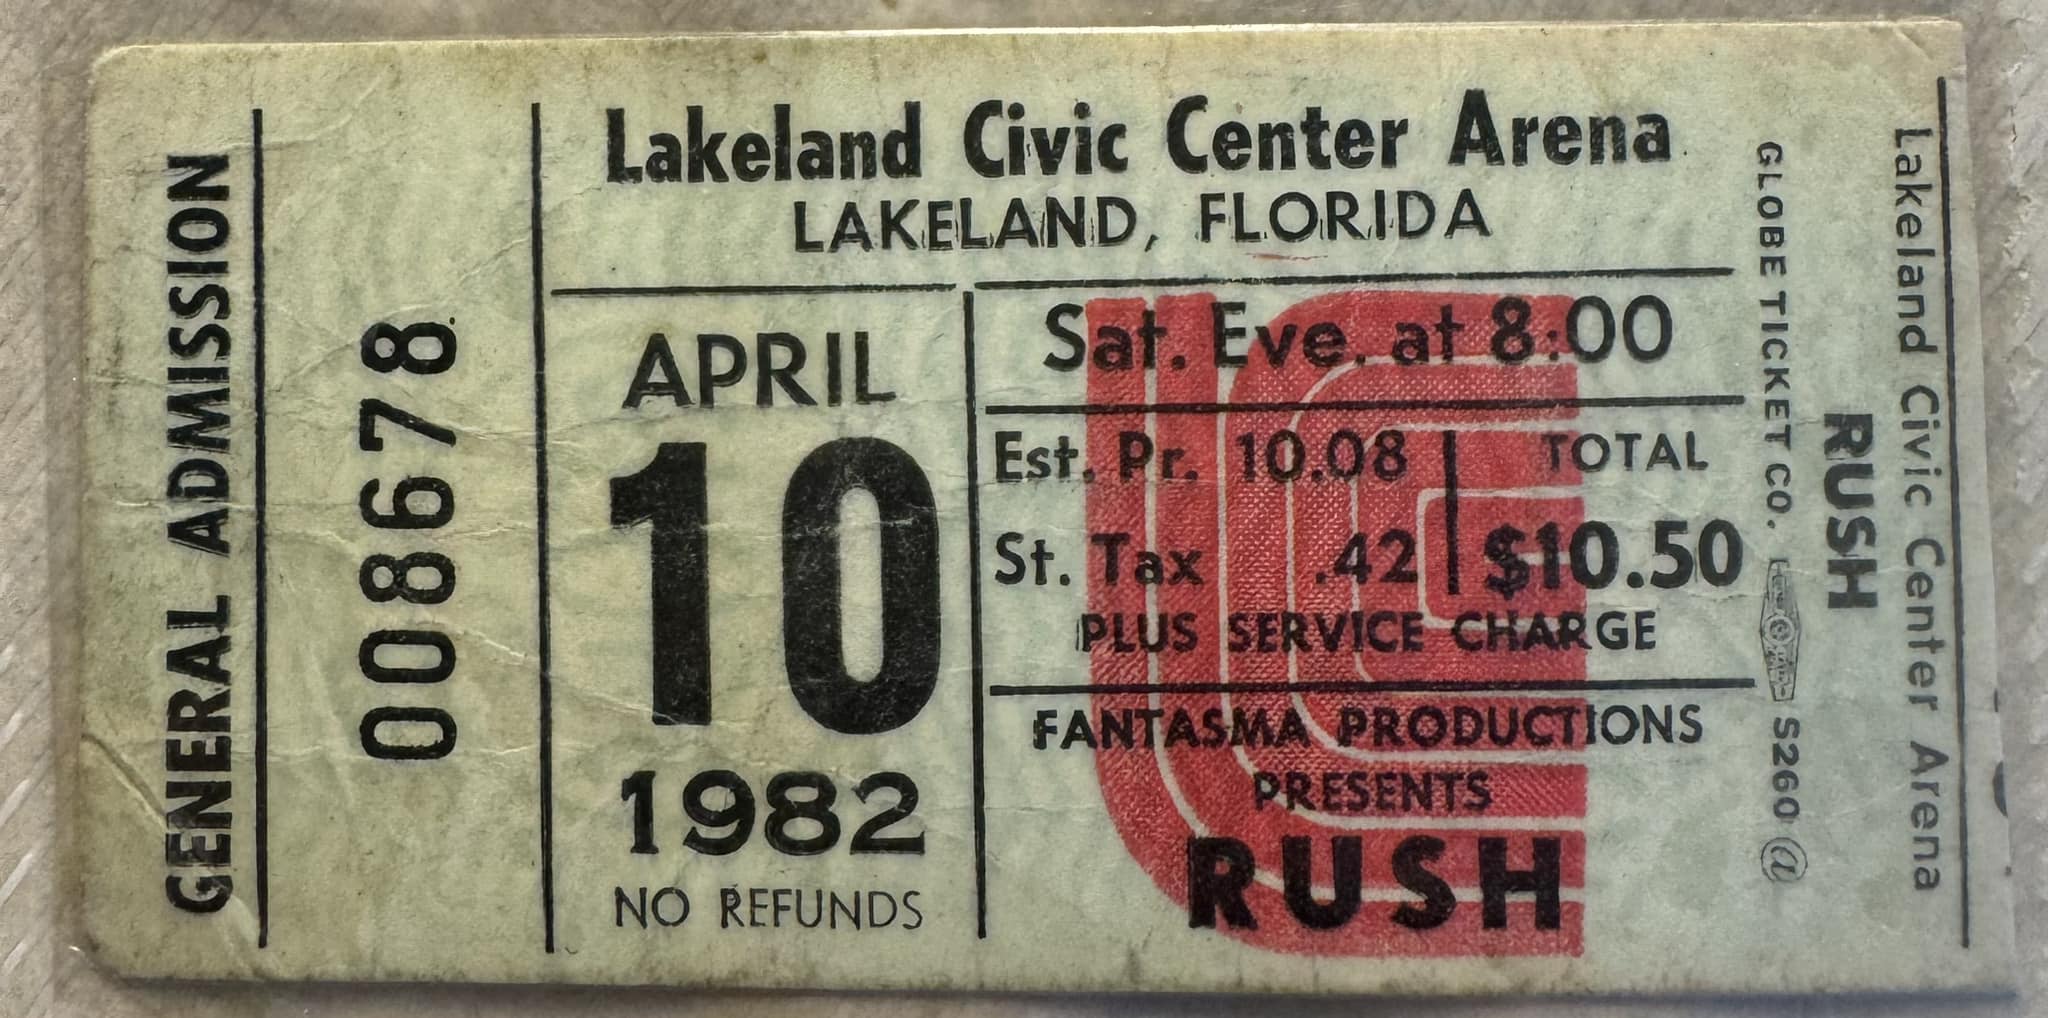 GENERAL ADMISSION
008678
Lakeland Civic Center Arena
LAKELAND, FLORIDA
APRIL
10
1982
NO REFUNDS
Sat. Eve. at 8:00
Est. Pr. 10.08
TOTAL
St. Tax .42
$10.50
PLUS SERVICE CHARGE
FANTASMA PRODUCTIONS
PRESENTS
RUSH
GLOBE TICKET CO. S260 @
RUSH
Lakeland Civic Center Arena